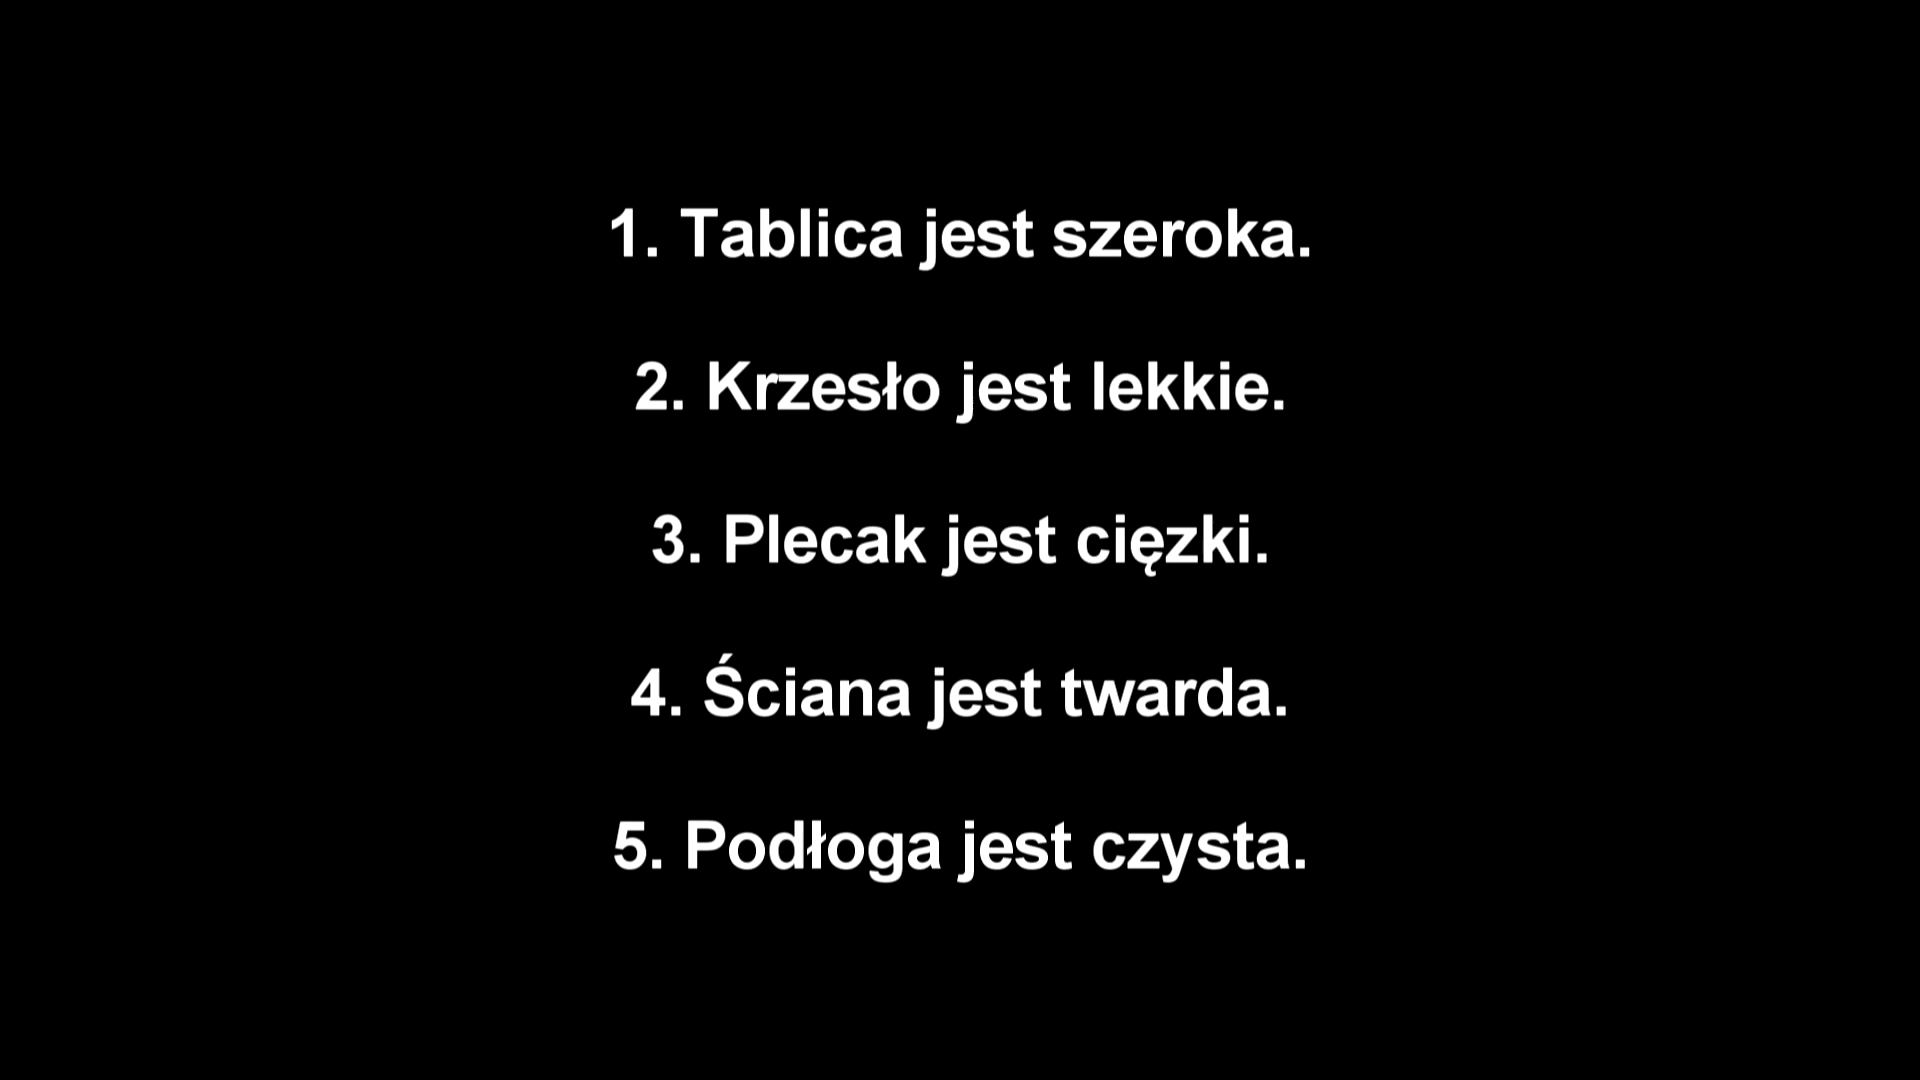 1. Tablica jest szeroka.
2. Krzesło jest lekkie.
3. Plecak jest cięzki.
4. Ściana jest twarda.
5. Podłoga jest czysta.